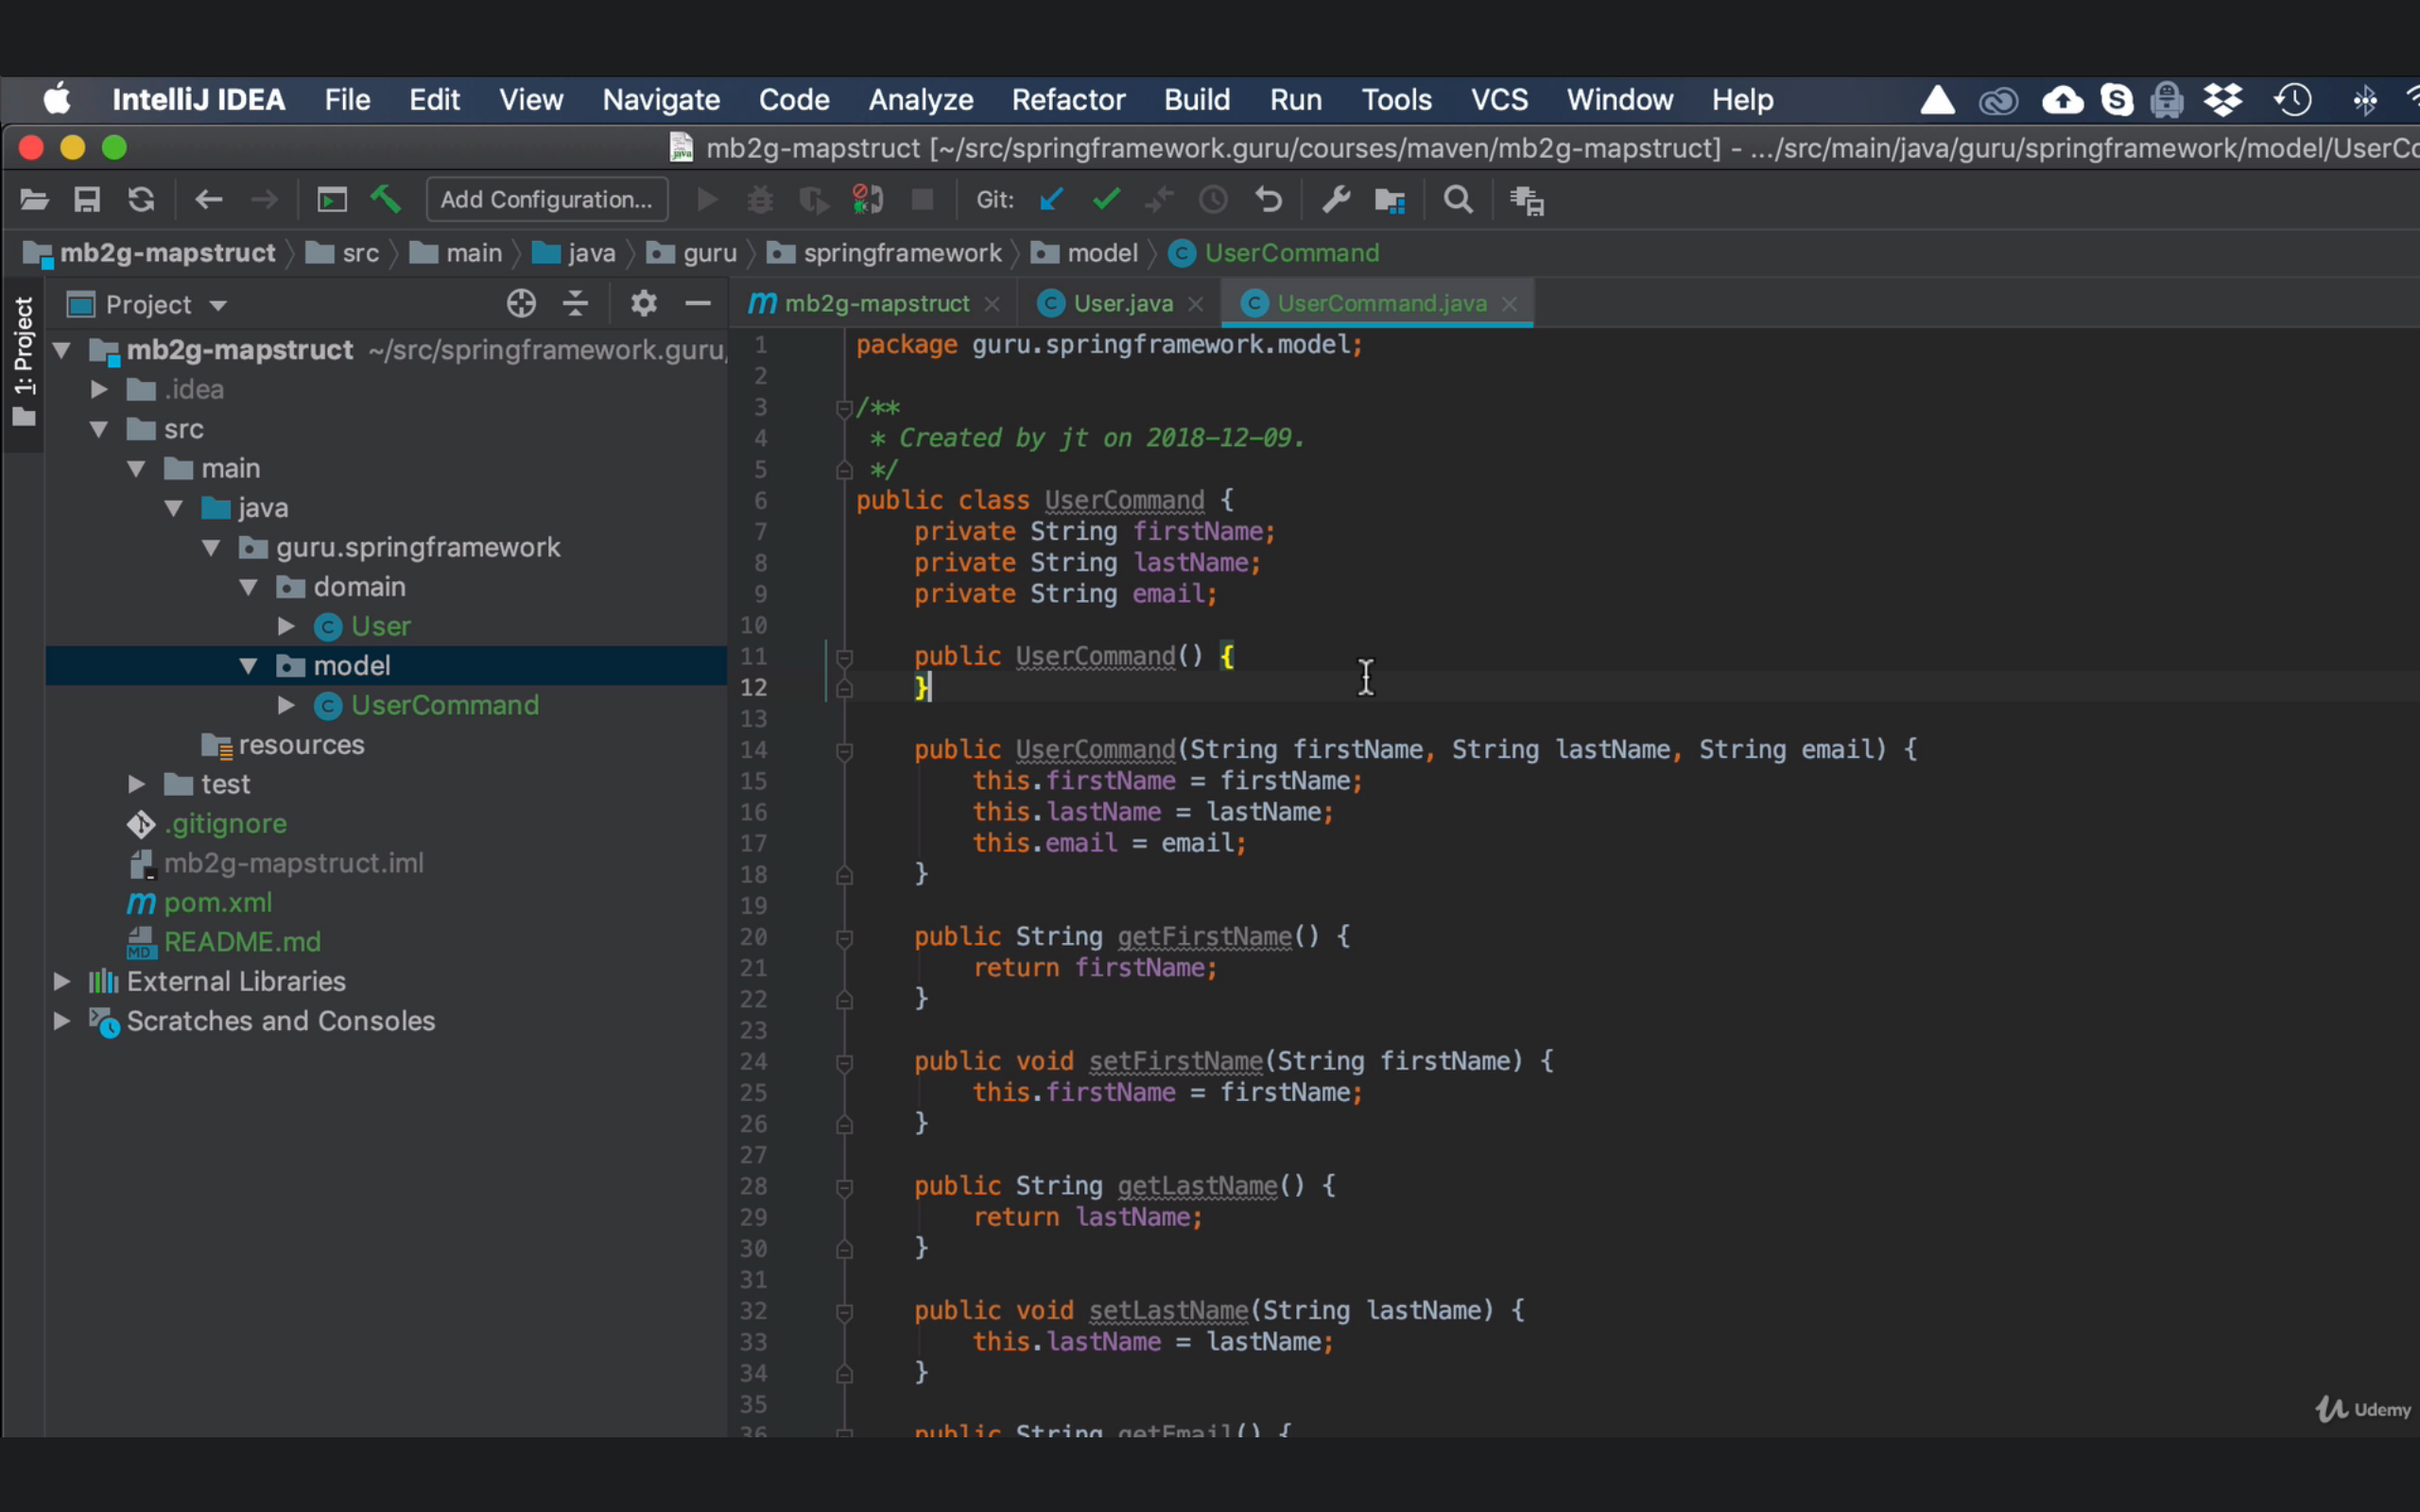 IntelliJ IDEA File Edit View Navigate Code Analyze Refactor Build Run Tools VCS Window Help
mb2g-mapstruct [~/src/springframework.guru/courses/maven/mb2g-mapstruct] - .../src/main/java/guru/springframework/model/UserCo
Add Configuration... Git:
mb2g-mapstruct src main java guru springframework model UserCommand
1: Project
Project
mb2g-mapstruct ~/src/springframework.guru,
.idea
src
main
java
guru.springframework
domain
User
model
UserCommand
resources
test
.gitignore
mb2g-mapstruct.iml
pom.xml
README.md
External Libraries
Scratches and Consoles
mb2g-mapstruct User.java UserCommand.java
1 package guru.springframework.model;
2
3 /**
4  * Created by jt on 2018-12-09.
5  */
6 public class UserCommand {
7     private String firstName;
8     private String lastName;
9     private String email;
10
11     public UserCommand() {
12     }
13
14     public UserCommand(String firstName, String lastName, String email) {
15         this.firstName = firstName;
16         this.lastName = lastName;
17         this.email = email;
18     }
19
20     public String getFirstName() {
21         return firstName;
22     }
23
24     public void setFirstName(String firstName) {
25         this.firstName = firstName;
26     }
27
28     public String getLastName() {
29         return lastName;
30     }
31
32     public void setLastName(String lastName) {
33         this.lastName = lastName;
34     }
35
36     public String getEmail() {
Udemy